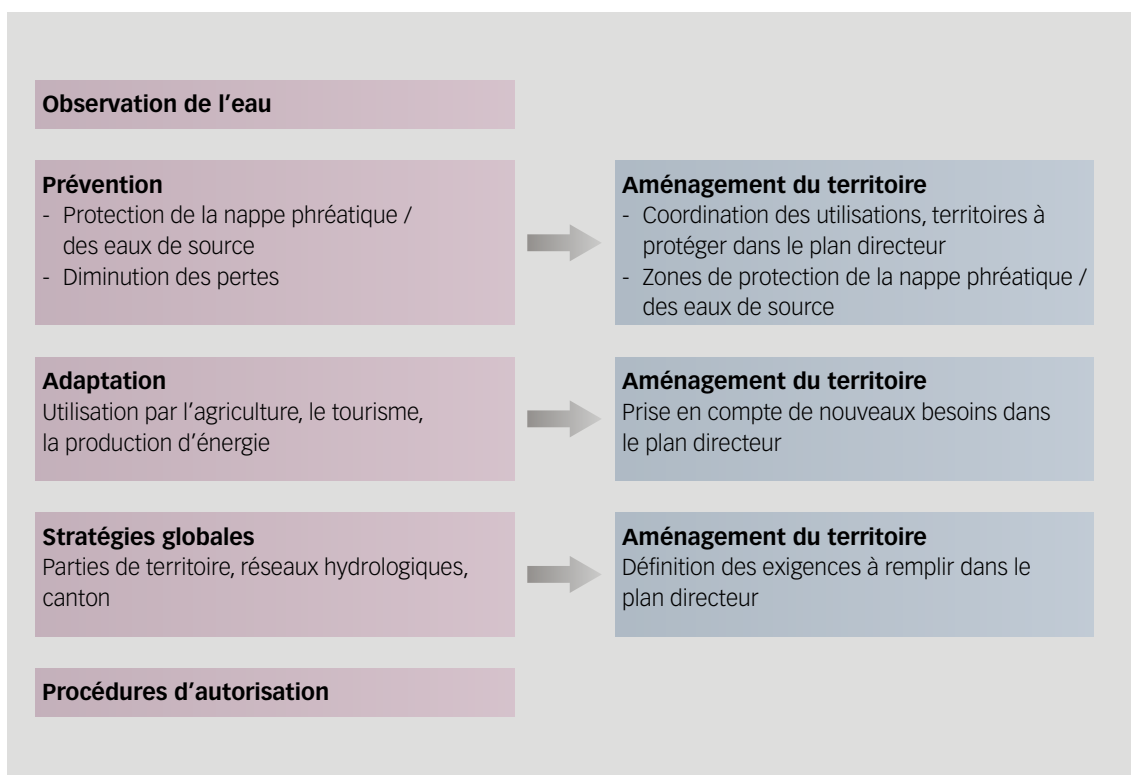 Observation de l’eau
Prévention
- Protection de la nappe phréatique /
des eaux de source
- Diminution des pertes
Aménagement du territoire
- Coordination des utilisations, territoires à
protéger dans le plan directeur
- Zones de protection de la nappe phréatique /
des eaux de source
Adaptation
Utilisation par l’agriculture, le tourisme,
la production d’énergie
Aménagement du territoire
Prise en compte de nouveaux besoins dans
le plan directeur
Stratégies globales
Parties de territoire, réseaux hydrologiques,
canton
Aménagement du territoire
Définition des exigences à remplir dans le
plan directeur
Procédures d’autorisation